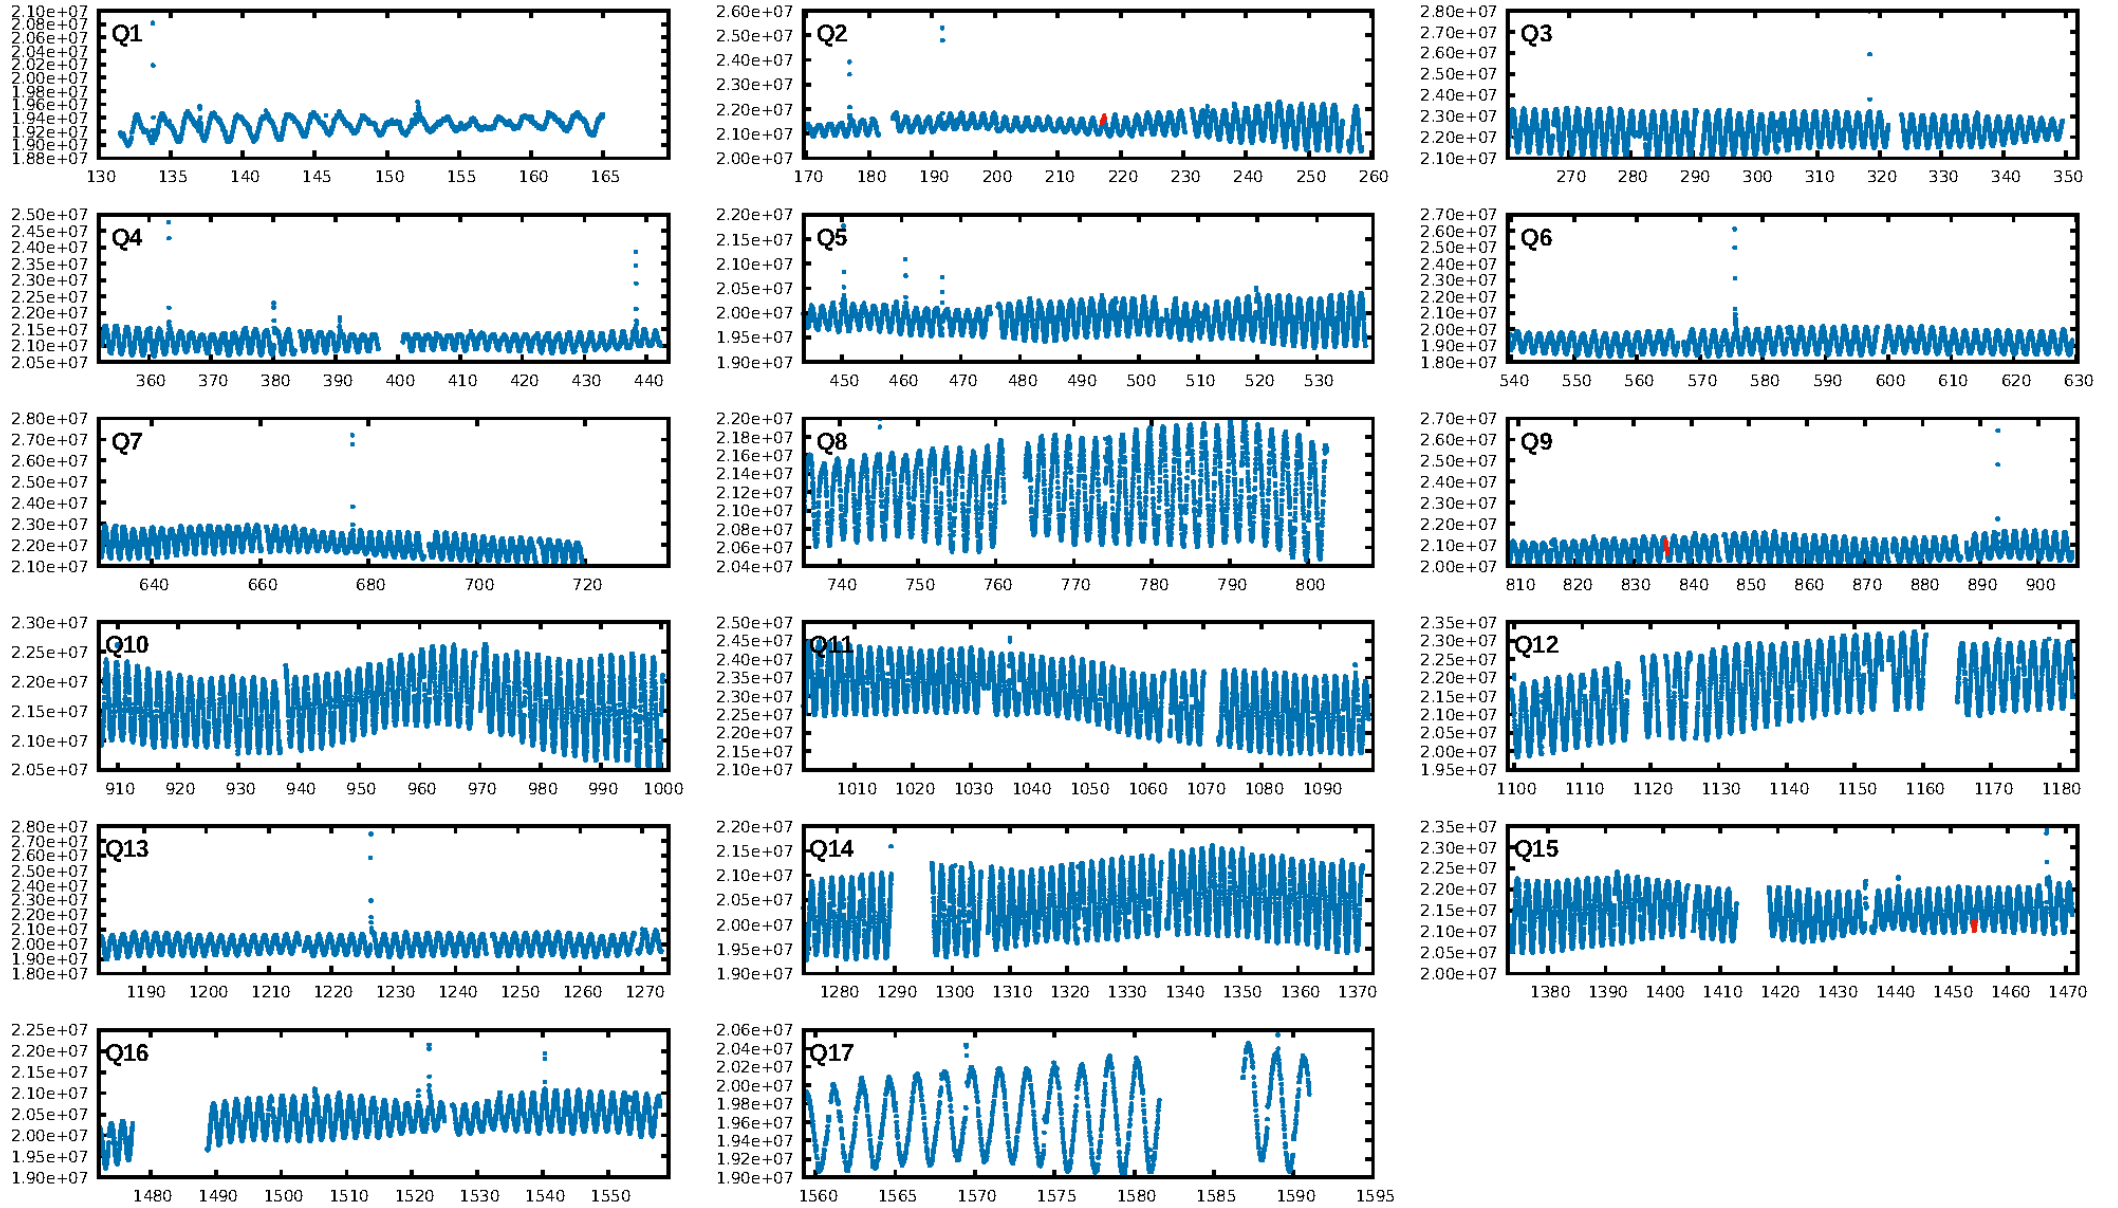 Q1
2.10e+07
2.08e+07
2.06e+07
2.04e+07
2.02e+07
2.00e+07
1.98e+07
1.96e+07
1.94e+07
1.92e+07
1.90e+07
1.88e+07
130 135 140 145 150 155 160 165
Q2
2.60e+07
2.50e+07
2.40e+07
2.30e+07
2.20e+07
2.10e+07
2.00e+07
170 180 190 200 210 220 230 240 250 260
Q3
2.80e+07
2.70e+07
2.60e+07
2.50e+07
2.40e+07
2.30e+07
2.20e+07
2.10e+07
270 280 290 300 310 320 330 340 350
Q4
2.50e+07
2.45e+07
2.40e+07
2.35e+07
2.30e+07
2.25e+07
2.20e+07
2.15e+07
2.10e+07
2.05e+07
360 370 380 390 400 410 420 430 440
Q5
2.20e+07
2.15e+07
2.10e+07
2.05e+07
2.00e+07
1.95e+07
1.90e+07
450 460 470 480 490 500 510 520 530
Q6
2.70e+07
2.60e+07
2.50e+07
2.40e+07
2.30e+07
2.20e+07
2.10e+07
2.00e+07
1.90e+07
1.80e+07
540 550 560 570 580 590 600 610 620 630
Q7
2.80e+07
2.70e+07
2.60e+07
2.50e+07
2.40e+07
2.30e+07
2.20e+07
2.10e+07
640 660 680 700 720
Q8
2.20e+07
2.18e+07
2.16e+07
2.14e+07
2.12e+07
2.10e+07
2.08e+07
2.06e+07
2.04e+07
740 750 760 770 780 790 800
Q9
2.70e+07
2.60e+07
2.50e+07
2.40e+07
2.30e+07
2.20e+07
2.10e+07
2.00e+07
810 820 830 840 850 860 870 880 890 900
Q10
2.30e+07
2.25e+07
2.20e+07
2.15e+07
2.10e+07
2.05e+07
910 920 930 940 950 960 970 980 990 1000
Q11
2.50e+07
2.45e+07
2.40e+07
2.35e+07
2.30e+07
2.25e+07
2.20e+07
2.15e+07
2.10e+07
1010 1020 1030 1040 1050 1060 1070 1080 1090
Q12
2.35e+07
2.30e+07
2.25e+07
2.20e+07
2.15e+07
2.10e+07
2.05e+07
2.00e+07
1.95e+07
1100 1110 1120 1130 1140 1150 1160 1170 1180
Q13
2.80e+07
2.70e+07
2.60e+07
2.50e+07
2.40e+07
2.30e+07
2.20e+07
2.10e+07
2.00e+07
1.90e+07
1.80e+07
1190 1200 1210 1220 1230 1240 1250 1260 1270
Q14
2.20e+07
2.15e+07
2.10e+07
2.05e+07
2.00e+07
1.95e+07
1.90e+07
1280 1290 1300 1310 1320 1330 1340 1350 1360 1370
Q15
2.35e+07
2.30e+07
2.25e+07
2.20e+07
2.15e+07
2.10e+07
2.05e+07
2.00e+07
1380 1390 1400 1410 1420 1430 1440 1450 1460 1470
Q16
2.25e+07
2.20e+07
2.15e+07
2.10e+07
2.05e+07
2.00e+07
1.95e+07
1.90e+07
1480 1490 1500 1510 1520 1530 1540 1550
Q17
2.06e+07
2.04e+07
2.02e+07
2.00e+07
1.98e+07
1.96e+07
1.94e+07
1.92e+07
1.90e+07
1560 1565 1570 1575 1580 1585 1590 1595